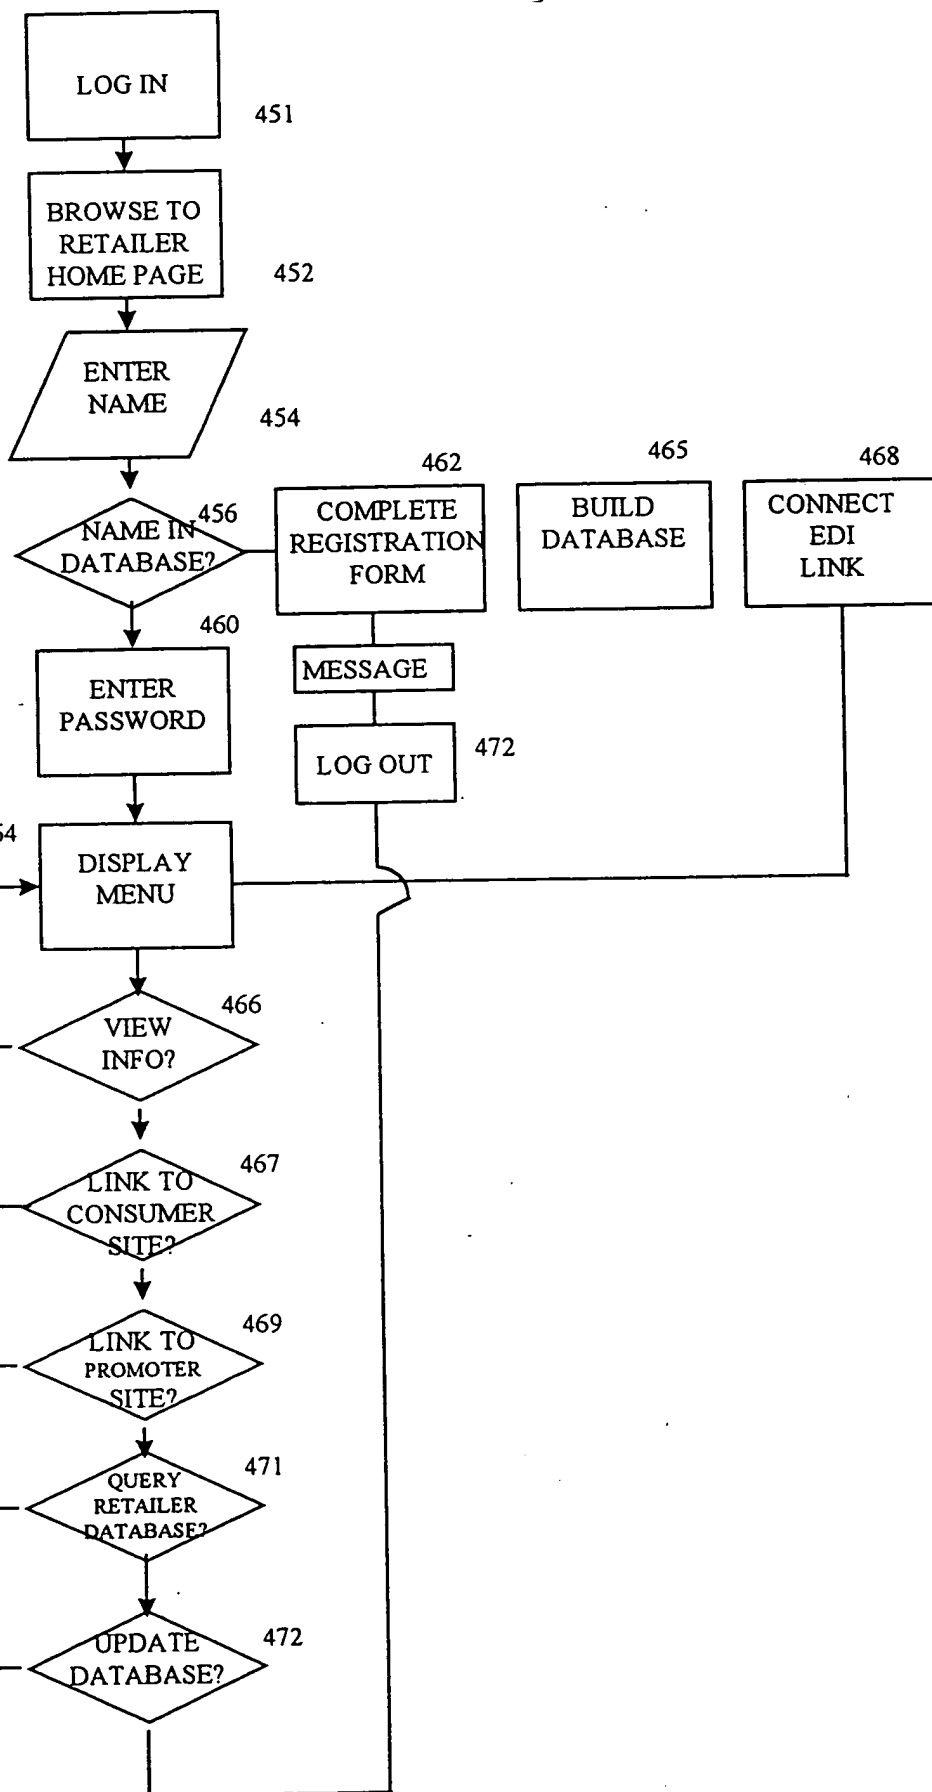 LOG IN
451
BROWSE TO
RETAILER
HOME PAGE
452
ENTER
NAME
454
456
NAME IN
DATABASE?
462
COMPLETE
REGISTRATION
FORM
465
BUILD
DATABASE
468
CONNECT
EDI
LINK
460
ENTER
PASSWORD
MESSAGE
LOG OUT
472
64
DISPLAY
MENU
466
VIEW
INFO?
467
LINK TO
CONSUMER
SITE?
469
LINK TO
PROMOTER
SITE?
471
QUERY
RETAILER
DATABASE?
472
UPDATE
DATABASE?